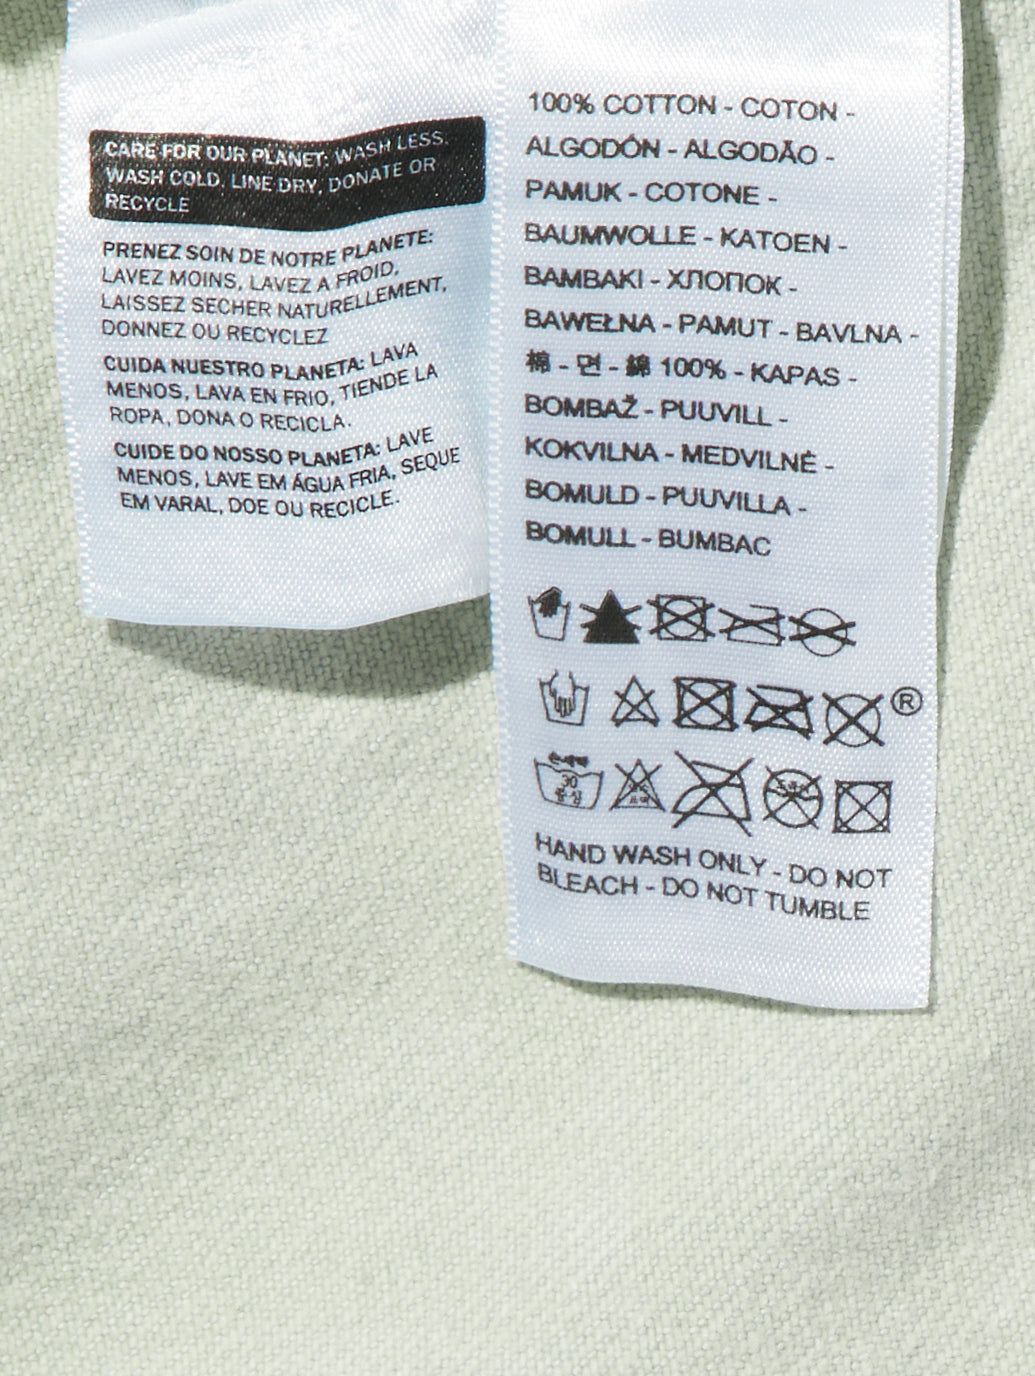 CARE FOR OUR PLANET: WASH LESS,
WASH COLD, LINE DRY, DONATE OR
RECYCLE
PRENEZ SOIN DE NOTRE PLANETE:
LAVEZ MOINS, LAVEZ A FROID,
LAISSEZ SECHER NATURELLEMENT,
DONNEZ OU RECYCLEZ
CUIDA NUESTRO PLANETA: LAVA
MENOS, LAVA EN FRIO, TIENDE LA
ROPA, DONA O RECICLA.
CUIDE DO NOSSO PLANETA: LAVE
MENOS, LAVE EM ÁGUA FRIA, SEQUE
EM VARAL, DOE OU RECICLE.
100% COTTON - COTON -
ALGODÓN - ALGODÃO -
PAMUK - COTONE -
BAUMWOLLE - KATOEN -
BAMBAKI - ХЛОПОК -
BAWEŁNA - PAMUT - BAVLNA -
棉 - 면 - 綿 100% - KAPAS -
BOMBAŽ - PUUVILL -
KOKVILNA - MEDVILNĖ -
BOMULD - PUUVILLA -
BOMULL - BUMBAC
®
30
중성
HAND WASH ONLY - DO NOT
BLEACH - DO NOT TUMBLE